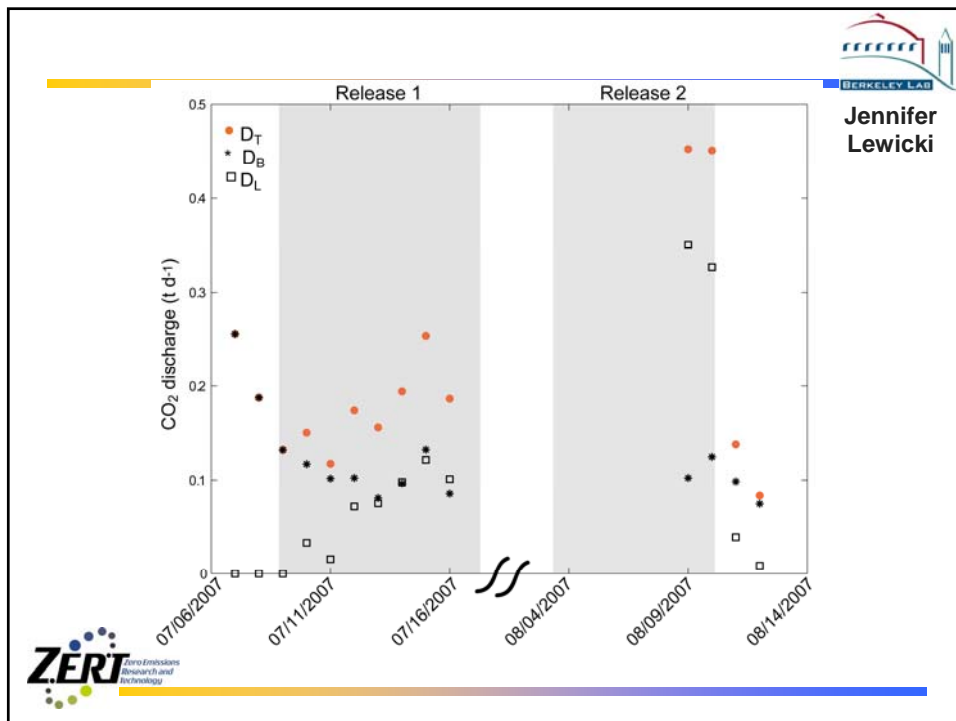 BERKELEY LAB
Jennifer
Lewicki
Release 1
Release 2
D_T
D_B
D_L
CO₂ discharge (t d⁻¹)
0.5
0.4
0.3
0.2
0.1
0
07/06/2007
07/11/2007
07/16/2007
08/04/2007
08/09/2007
08/14/2007
ZERT
Zero Emissions
Research and
Technology